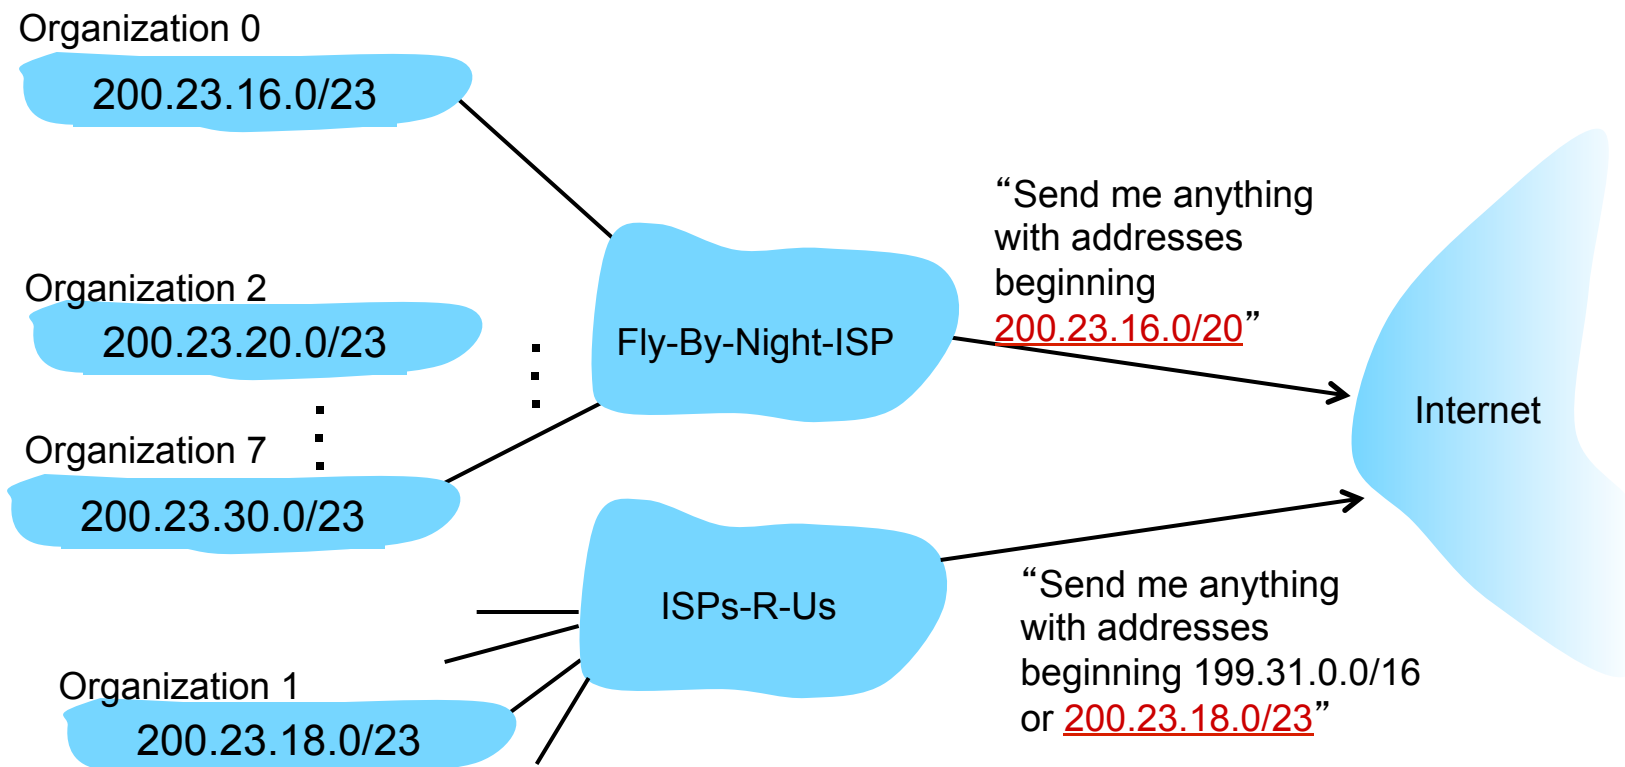 Organization 0
200.23.16.0/23
Organization 2
200.23.20.0/23
Organization 7
200.23.30.0/23
Organization 1
200.23.18.0/23
Fly-By-Night-ISP
ISPs-R-Us
“Send me anything
with addresses
beginning
200.23.16.0/20”
“Send me anything
with addresses
beginning 199.31.0.0/16
or 200.23.18.0/23”
Internet